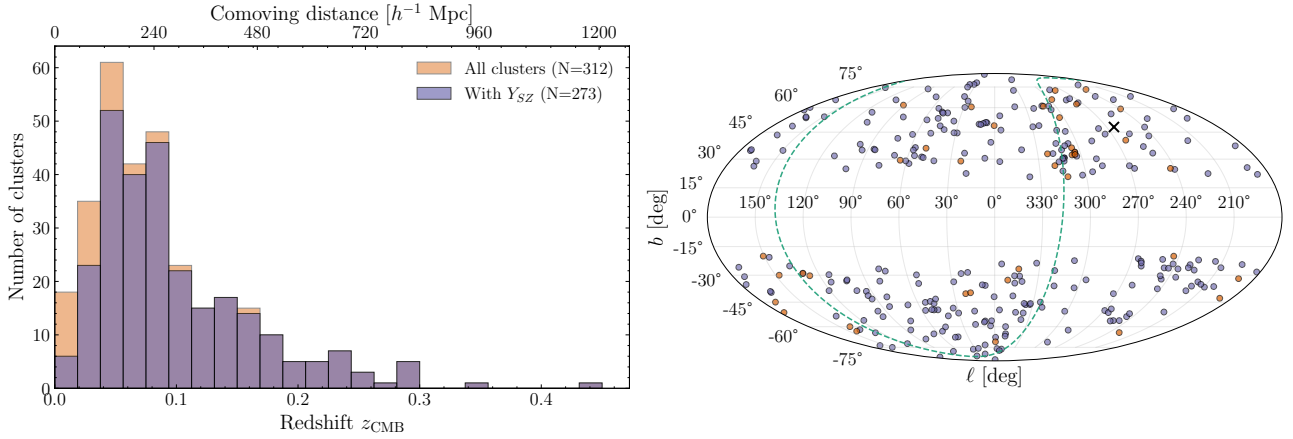 Comoving distance [h⁻¹ Mpc]
0 240 480 720 960 1200
60
50
40
30
20
10
0
Number of clusters
All clusters (N=312)
With Y_SZ (N=273)
0.0 0.1 0.2 0.3 0.4
Redshift z_CMB
75°
60°
45°
30°
15°
0°
-15°
-30°
-45°
-60°
-75°
b [deg]
150° 120° 90° 60° 30° 0° 330° 300° 270° 240° 210°
ℓ [deg]